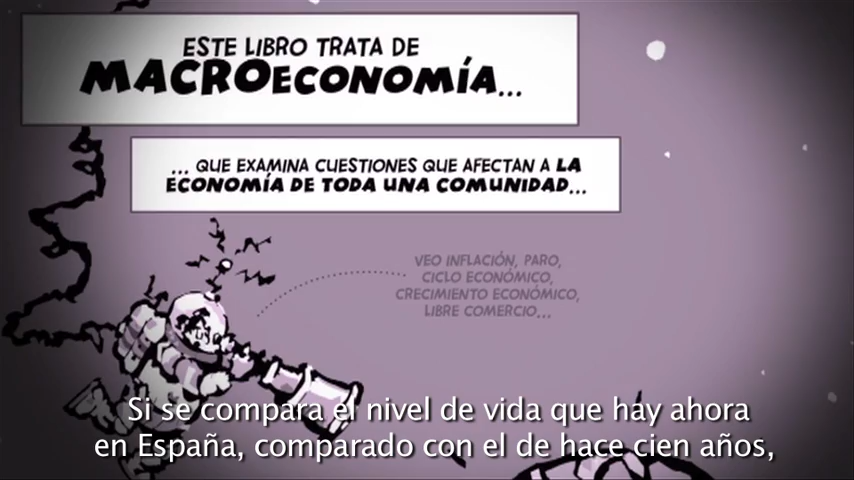 ESTE LIBRO TRATA DE
MACROECONOMÍA...
... QUE EXAMINA CUESTIONES QUE AFECTAN A LA
ECONOMÍA DE TODA UNA COMUNIDAD...
VEO INFLACIÓN, PARO,
CICLO ECONÓMICO,
CRECIMIENTO ECONÓMICO,
LIBRE COMERCIO...
Si se compara el nivel de vida que hay ahora
en España, comparado con el de hace cien años,